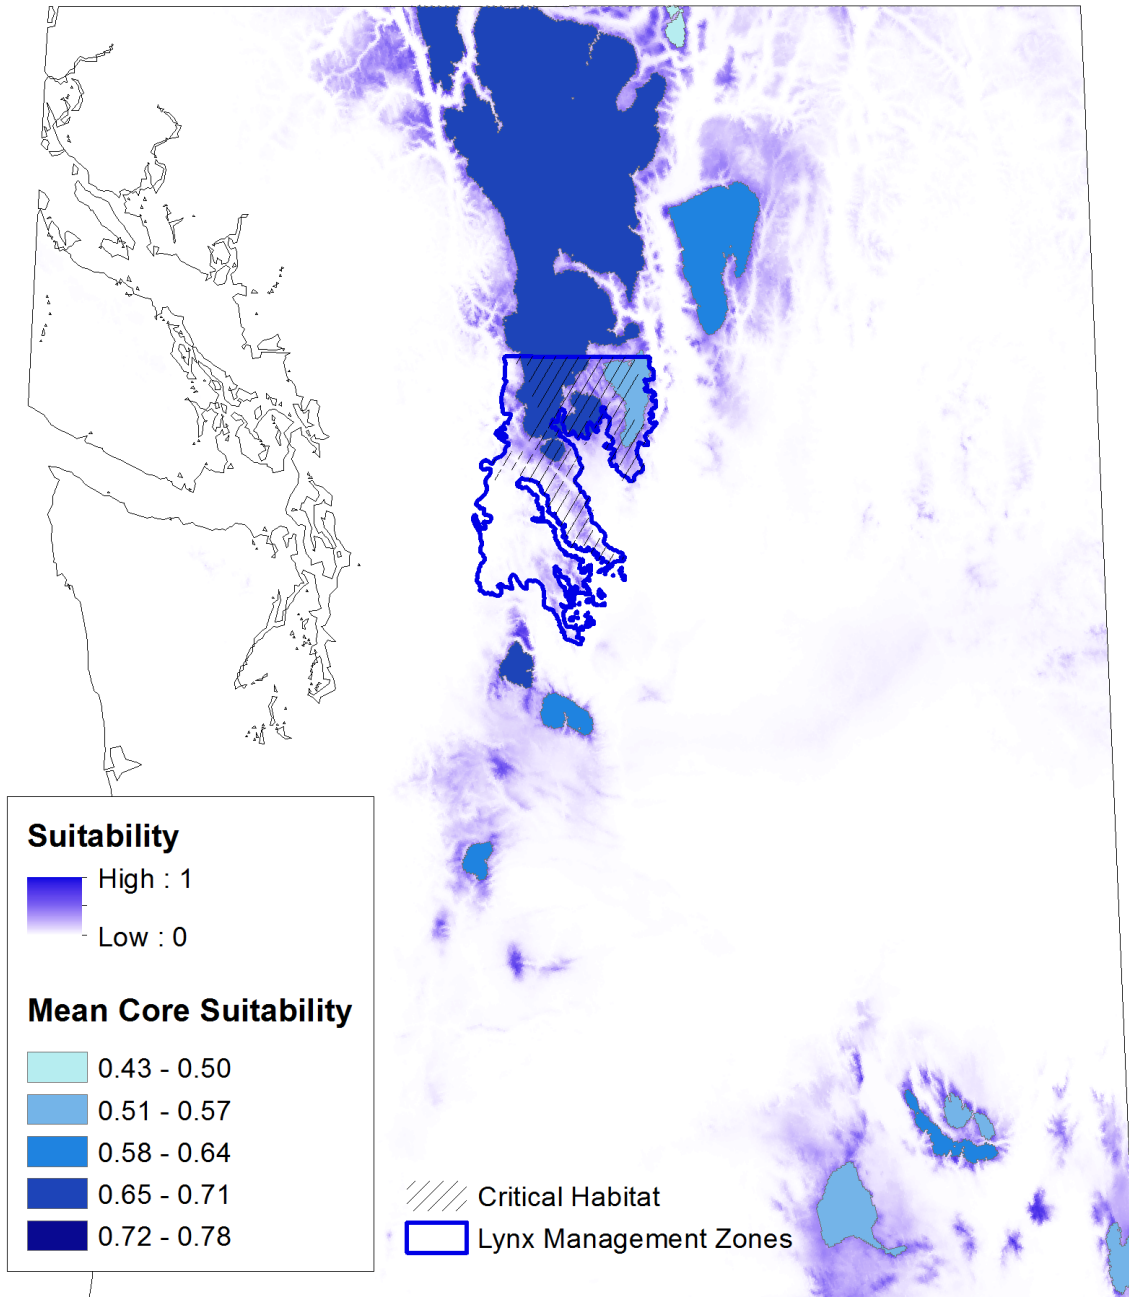 Suitability
High : 1
Low : 0
Mean Core Suitability
0.43 - 0.50
0.51 - 0.57
0.58 - 0.64
0.65 - 0.71
0.72 - 0.78
Critical Habitat
Lynx Management Zones